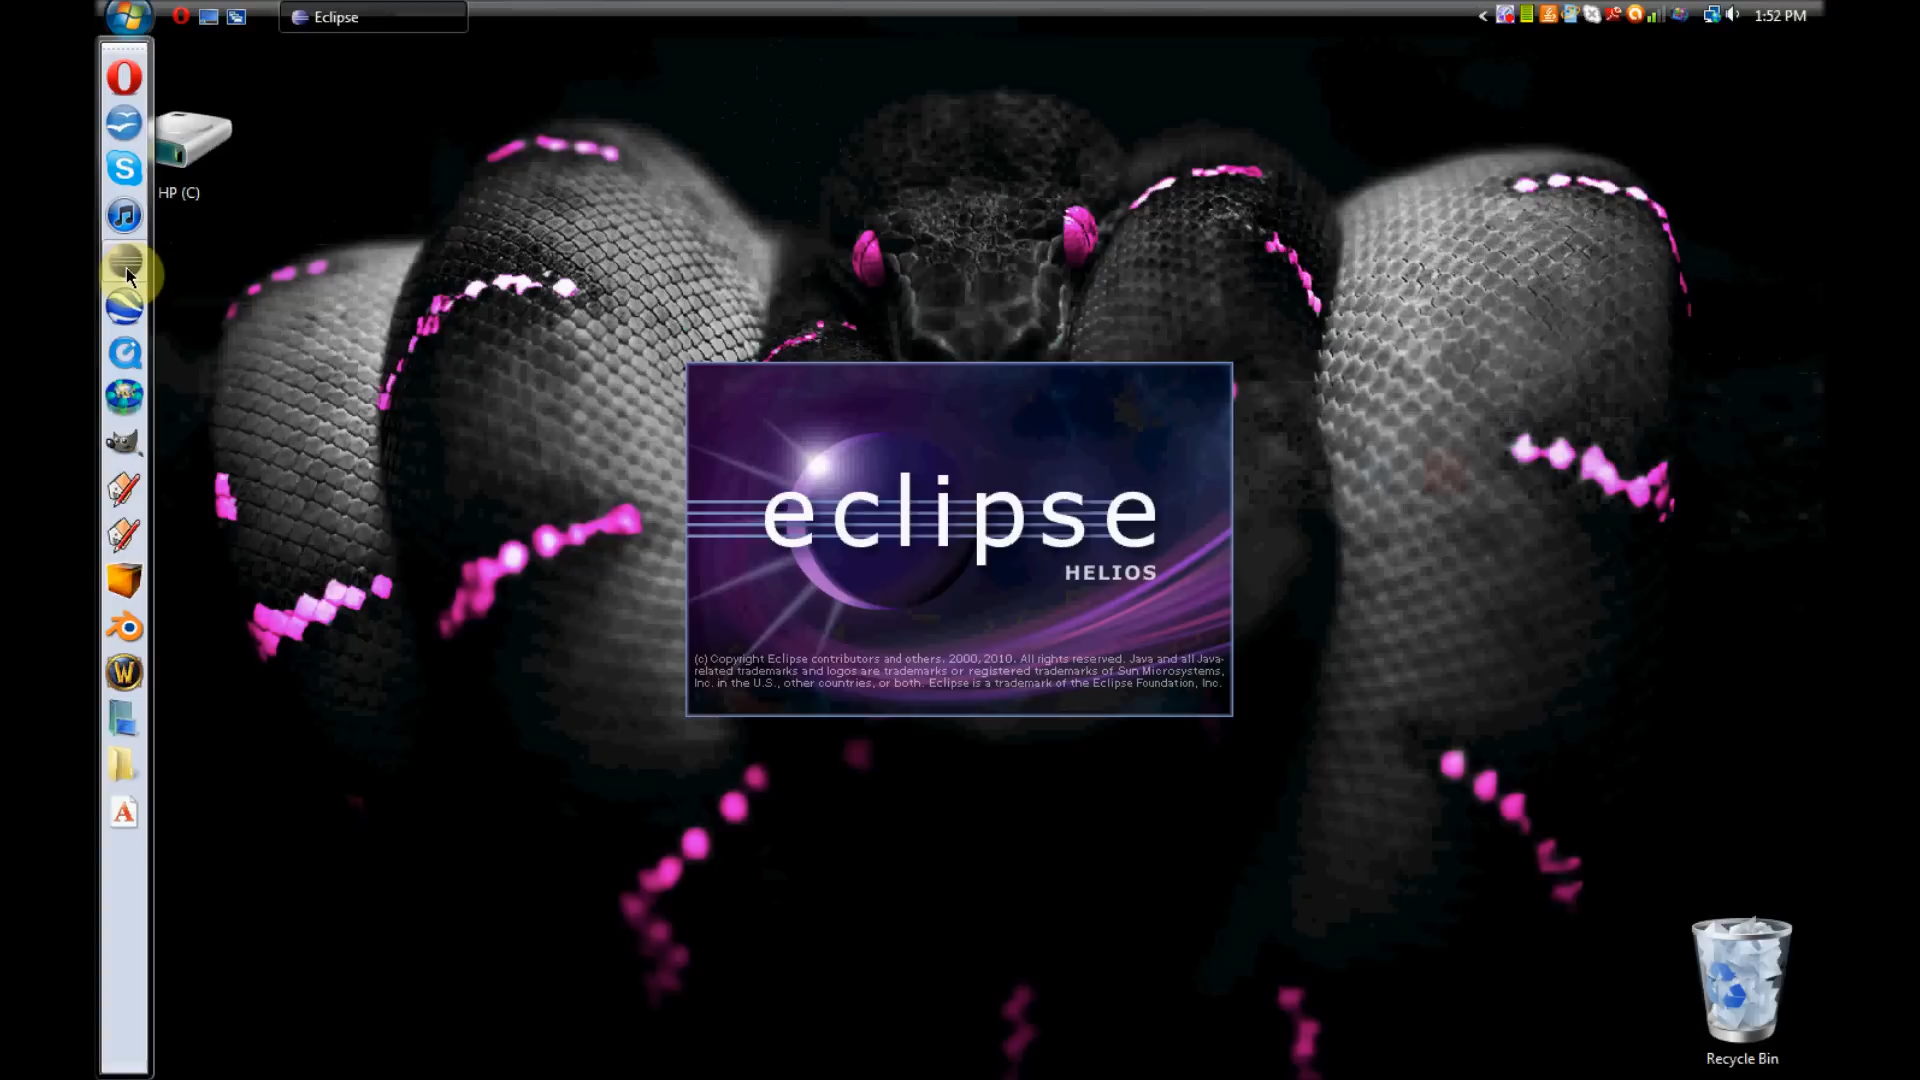 Eclipse
1:52 PM
HP (C)
eclipse
HELIOS
(c) Copyright Eclipse contributors and others. 2000, 2010. All rights reserved. Java and all Java-
related trademarks and logos are trademarks or registered trademarks of Sun Microsystems,
Inc. in the U.S., other countries, or both. Eclipse is a trademark of the Eclipse Foundation, Inc.
Recycle Bin